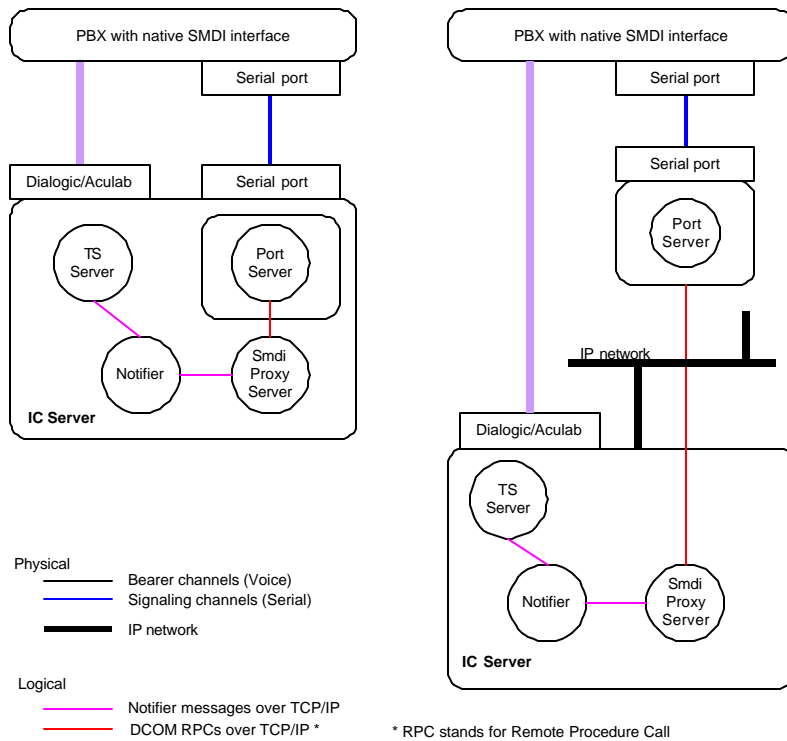 PBX with native SMDI interface
Serial port
Dialogic/Aculab
Serial port
TS
Server
Port
Server
Notifier
Smdi
Proxy
Server
IC Server
PBX with native SMDI interface
Serial port
Serial port
Port
Server
IP network
Dialogic/Aculab
TS
Server
Notifier
Smdi
Proxy
Server
IC Server
Physical
Bearer channels (Voice)
Signaling channels (Serial)
IP network
Logical
Notifier messages over TCP/IP
DCOM RPCs over TCP/IP *
* RPC stands for Remote Procedure Call